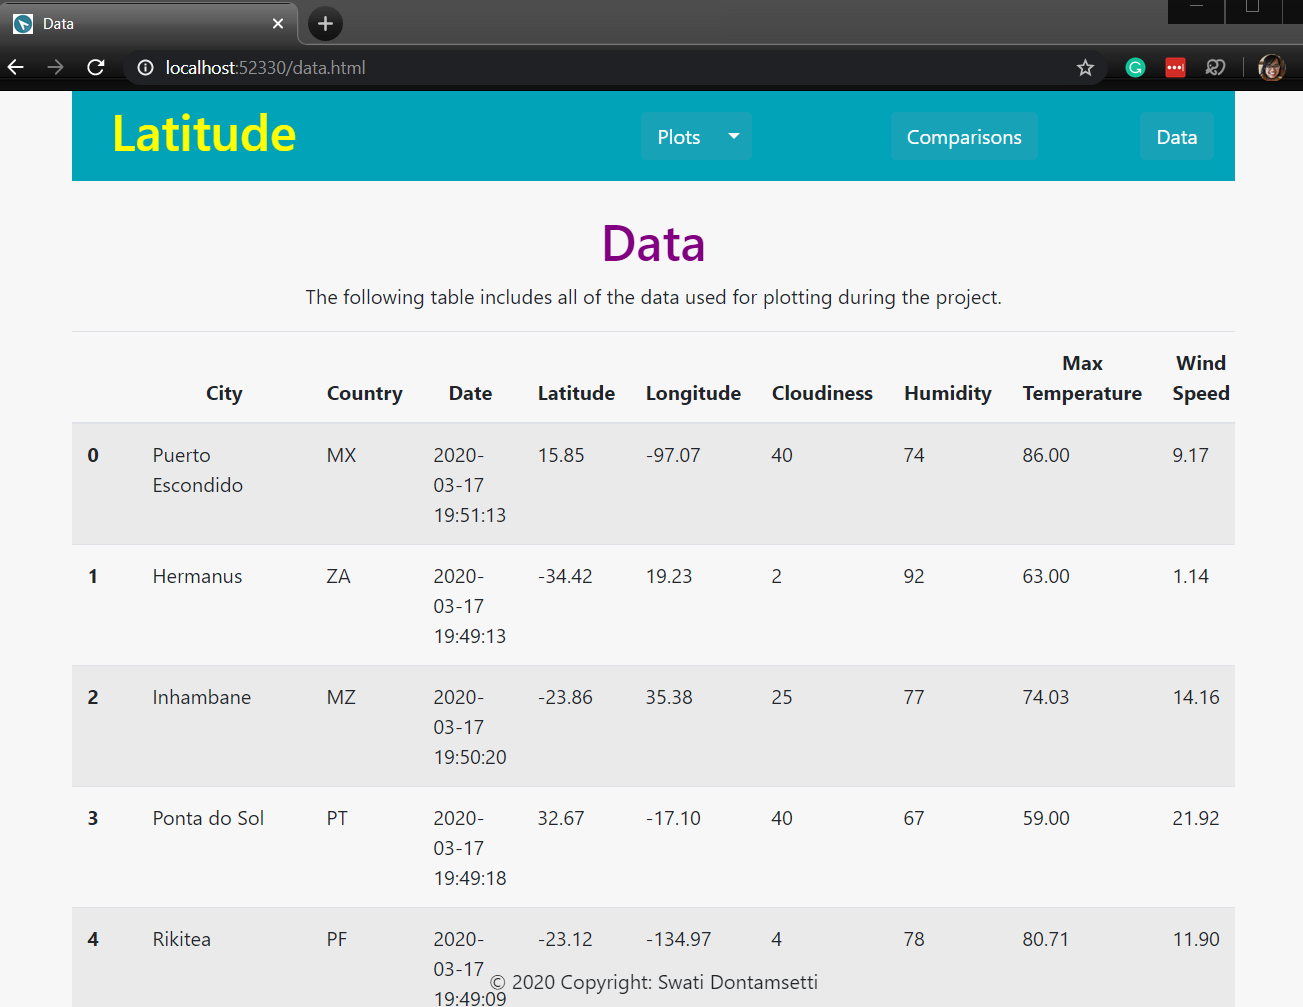 Data
localhost:52330/data.html
Latitude Plots Comparisons Data
Data
The following table includes all of the data used for plotting during the project.
City Country Date Latitude Longitude Cloudiness Humidity Max Temperature Wind Speed
0 Puerto Escondido MX 2020-03-17 19:51:13 15.85 -97.07 40 74 86.00 9.17
1 Hermanus ZA 2020-03-17 19:49:13 -34.42 19.23 2 92 63.00 1.14
2 Inhambane MZ 2020-03-17 19:50:20 -23.86 35.38 25 77 74.03 14.16
3 Ponta do Sol PT 2020-03-17 19:49:18 32.67 -17.10 40 67 59.00 21.92
4 Rikitea PF 2020-03-17 19:49:09 -23.12 -134.97 4 78 80.71 11.90
© 2020 Copyright: Swati Dontamsetti